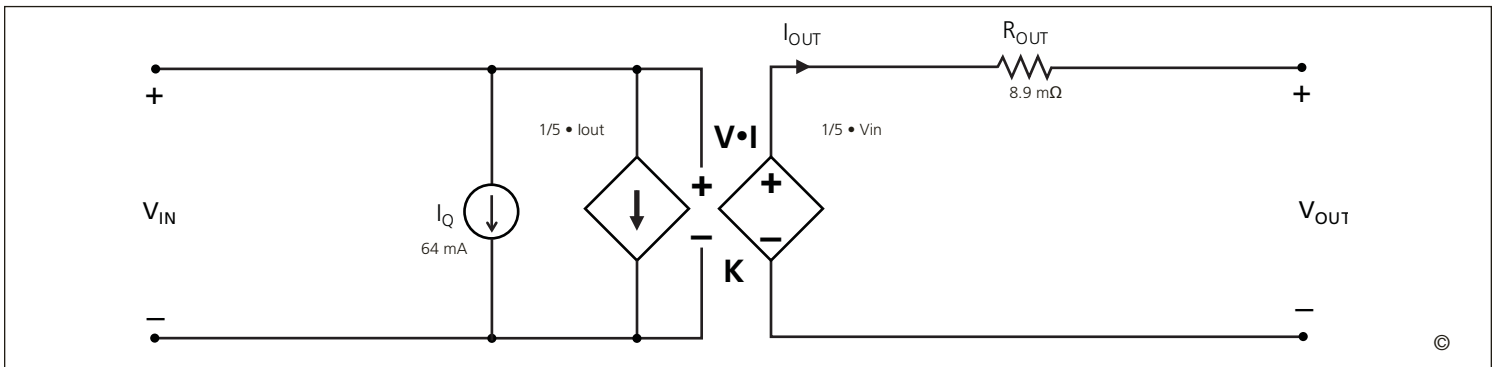 I_OUT
R_OUT
8.9 mΩ
+
+
1/5 • Iout
V•I
1/5 • Vin
+
+
V_IN
I_Q
64 mA
V_OUT
–
–
K
–
–
©